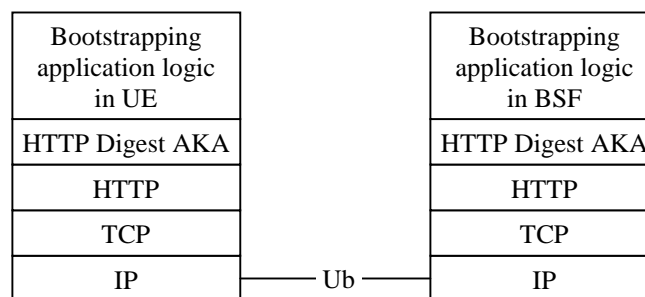 Bootstrapping
application logic
in UE
HTTP Digest AKA
HTTP
TCP
IP
Ub
Bootstrapping
application logic
in BSF
HTTP Digest AKA
HTTP
TCP
IP